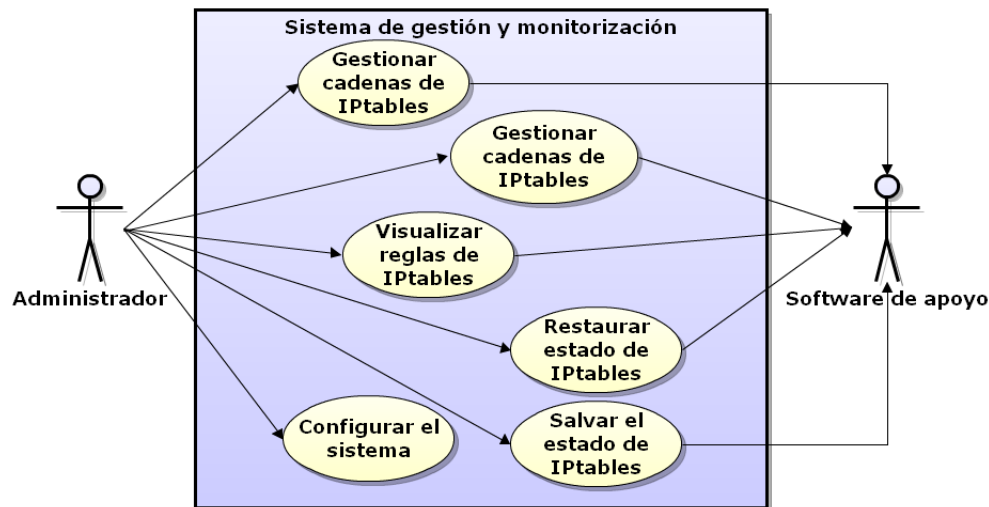 Sistema de gestión y monitorización
Gestionar
cadenas de
IPtables
Gestionar
cadenas de
IPtables
Visualizar
reglas de
IPtables
Administrador
Software de apoyo
Restaurar
estado de
IPtables
Configurar el
sistema
Salvar el
estado de
IPtables